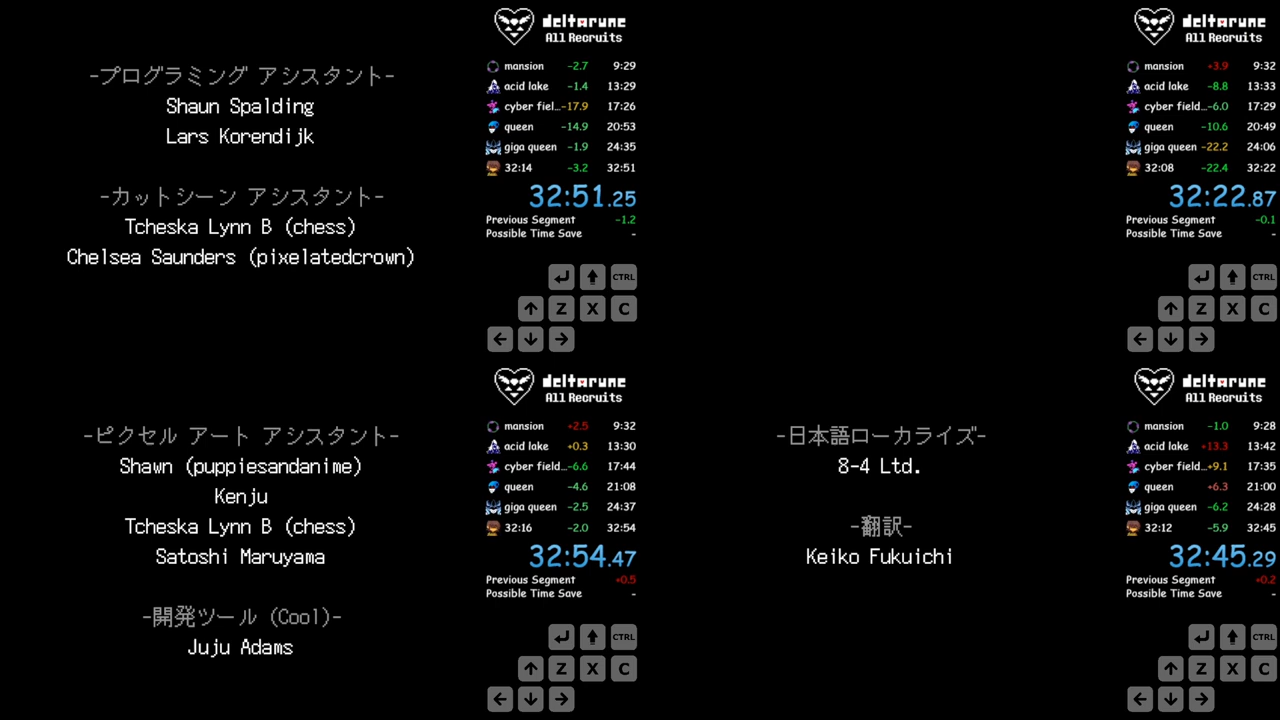 -プログラミング アシスタント-
Shaun Spalding
Lars Korendijk
-カットシーン アシスタント-
Tcheska Lynn B (chess)
Chelsea Saunders (pixelatedcrown)
deltarune
All Recruits
mansion -2.7 9:29
acid lake -1.4 13:29
cyber fiel... -17.9 17:26
queen -14.9 20:53
giga queen -1.9 24:35
32:14 -3.2 32:51
32:51.25
Previous Segment -1.2
Possible Time Save -
CTRL
Z X C
deltarune
All Recruits
mansion +3.9 9:32
acid lake -8.8 13:33
cyber field... -6.0 17:29
queen -10.6 20:49
giga queen -22.2 24:06
32:08 -22.4 32:22
32:22.87
Previous Segment -0.1
Possible Time Save -
CTRL
Z X C
-ピクセル アート アシスタント-
Shawn (puppiesandanime)
Kenju
Tcheska Lynn B (chess)
Satoshi Maruyama
-開発ツール (Cool)-
Juju Adams
deltarune
All Recruits
mansion +2.5 9:32
acid lake +0.3 13:30
cyber field... -6.6 17:44
queen -4.6 21:08
giga queen -2.5 24:37
32:16 -2.0 32:54
32:54.47
Previous Segment +0.5
Possible Time Save -
CTRL
Z X C
-日本語ローカライズ-
8-4 Ltd.
-翻訳-
Keiko Fukuichi
deltarune
All Recruits
mansion -1.0 9:28
acid lake +13.3 13:42
cyber field... +9.1 17:35
queen +6.3 21:00
giga queen -6.2 24:28
32:12 -5.9 32:45
32:45.29
Previous Segment +0.2
Possible Time Save -
CTRL
Z X C